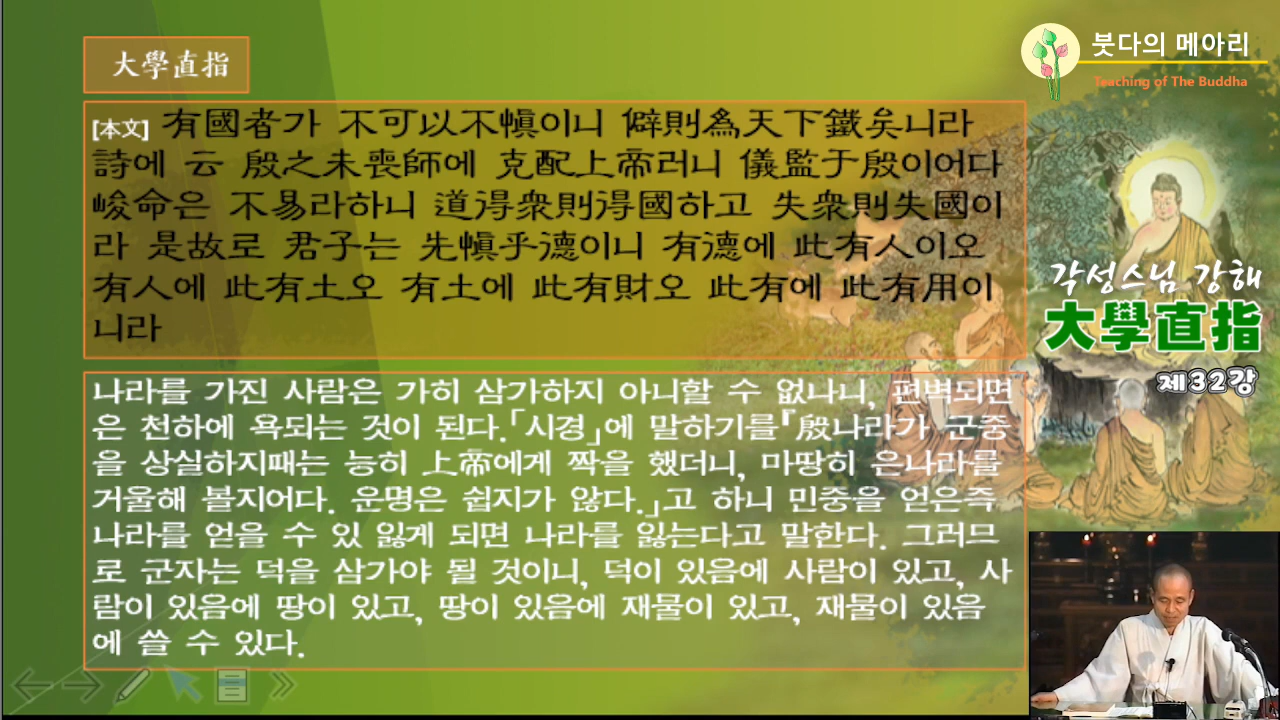 大學直指
[本文] 有國者가 不可以不愼이니 僻則為天下鐵矣니라
詩에 云 殷之未喪師에 克配上帝러니 儀監于殷이어다
峻命은 不易라하니 道得衆則得國하고 失衆則失國이
라 是故로 君子는 先愼乎德이니 有德에 此有人이오
有人에 此有土오 有土에 此有財오 此有에 此有用이
니라
나라를 가진 사람은 가히 삼가하지 아니할 수 없나니, 편벽되면
은 천하에 욕되는 것이 된다.「시경」에 말하기를『殷나라가 군중
을 상실하지때는 능히 上帝에게 짝을 했더니, 마땅히 은나라를
거울해 볼지어다. 운명은 쉽지가 않다.」고 하니 민중을 얻은즉
나라를 얻을 수 있 잃게 되면 나라를 잃는다고 말한다. 그러므
로 군자는 덕을 삼가야 될 것이니, 덕이 있음에 사람이 있고, 사
람이 있음에 땅이 있고, 땅이 있음에 재물이 있고, 재물이 있음
에 쓸 수 있다.
붓다의 메아리
Teaching of The Buddha
각성스님 강해
大學直指
제32강